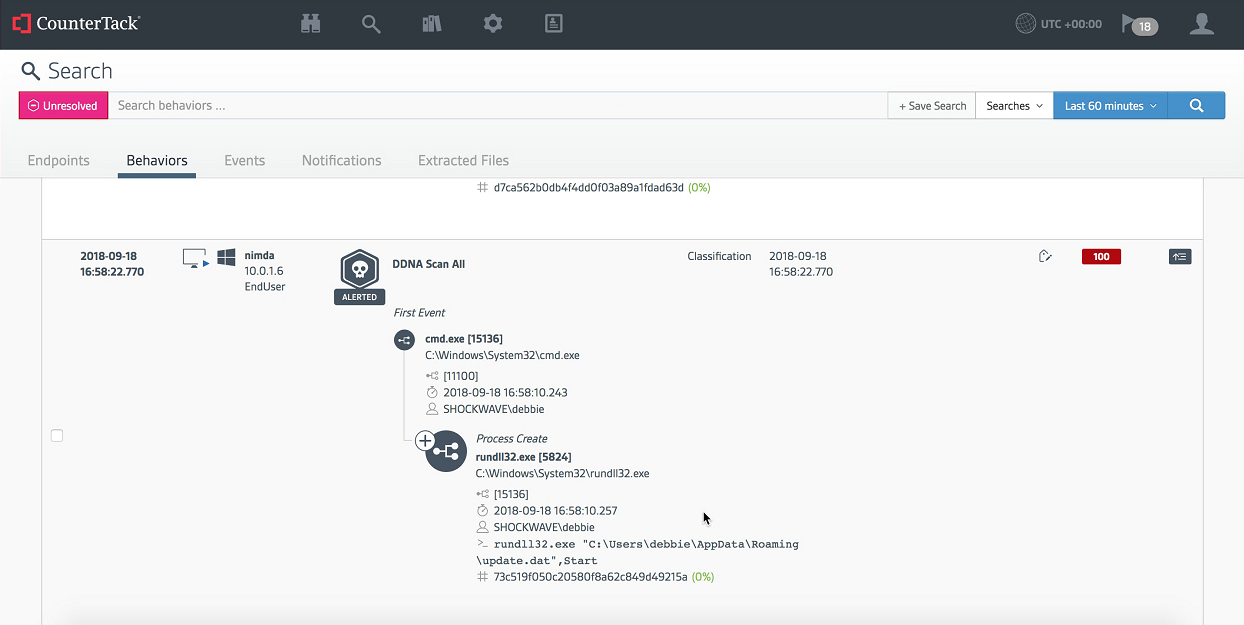 CounterTack
UTC +00:00
18
Search
Unresolved
Search behaviors ...
+ Save Search
Searches
Last 60 minutes
Endpoints
Behaviors
Events
Notifications
Extracted Files
d7ca562b0db4f4dd0f03a89a1fdad63d (0%)
2018-09-18
16:58:22.770
nimda
10.0.1.6
EndUser
ALERTED
DDNA Scan All
Classification
2018-09-18
16:58:22.770
100
First Event
cmd.exe [15136]
C:\Windows\System32\cmd.exe
[11100]
2018-09-18 16:58:10.243
SHOCKWAVE\debbie
Process Create
rundll32.exe [5824]
C:\Windows\System32\rundll32.exe
[15136]
2018-09-18 16:58:10.257
SHOCKWAVE\debbie
>_ rundll32.exe "C:\Users\debbie\AppData\Roaming
\update.dat",Start
73c519f050c20580f8a62c849d49215a (0%)